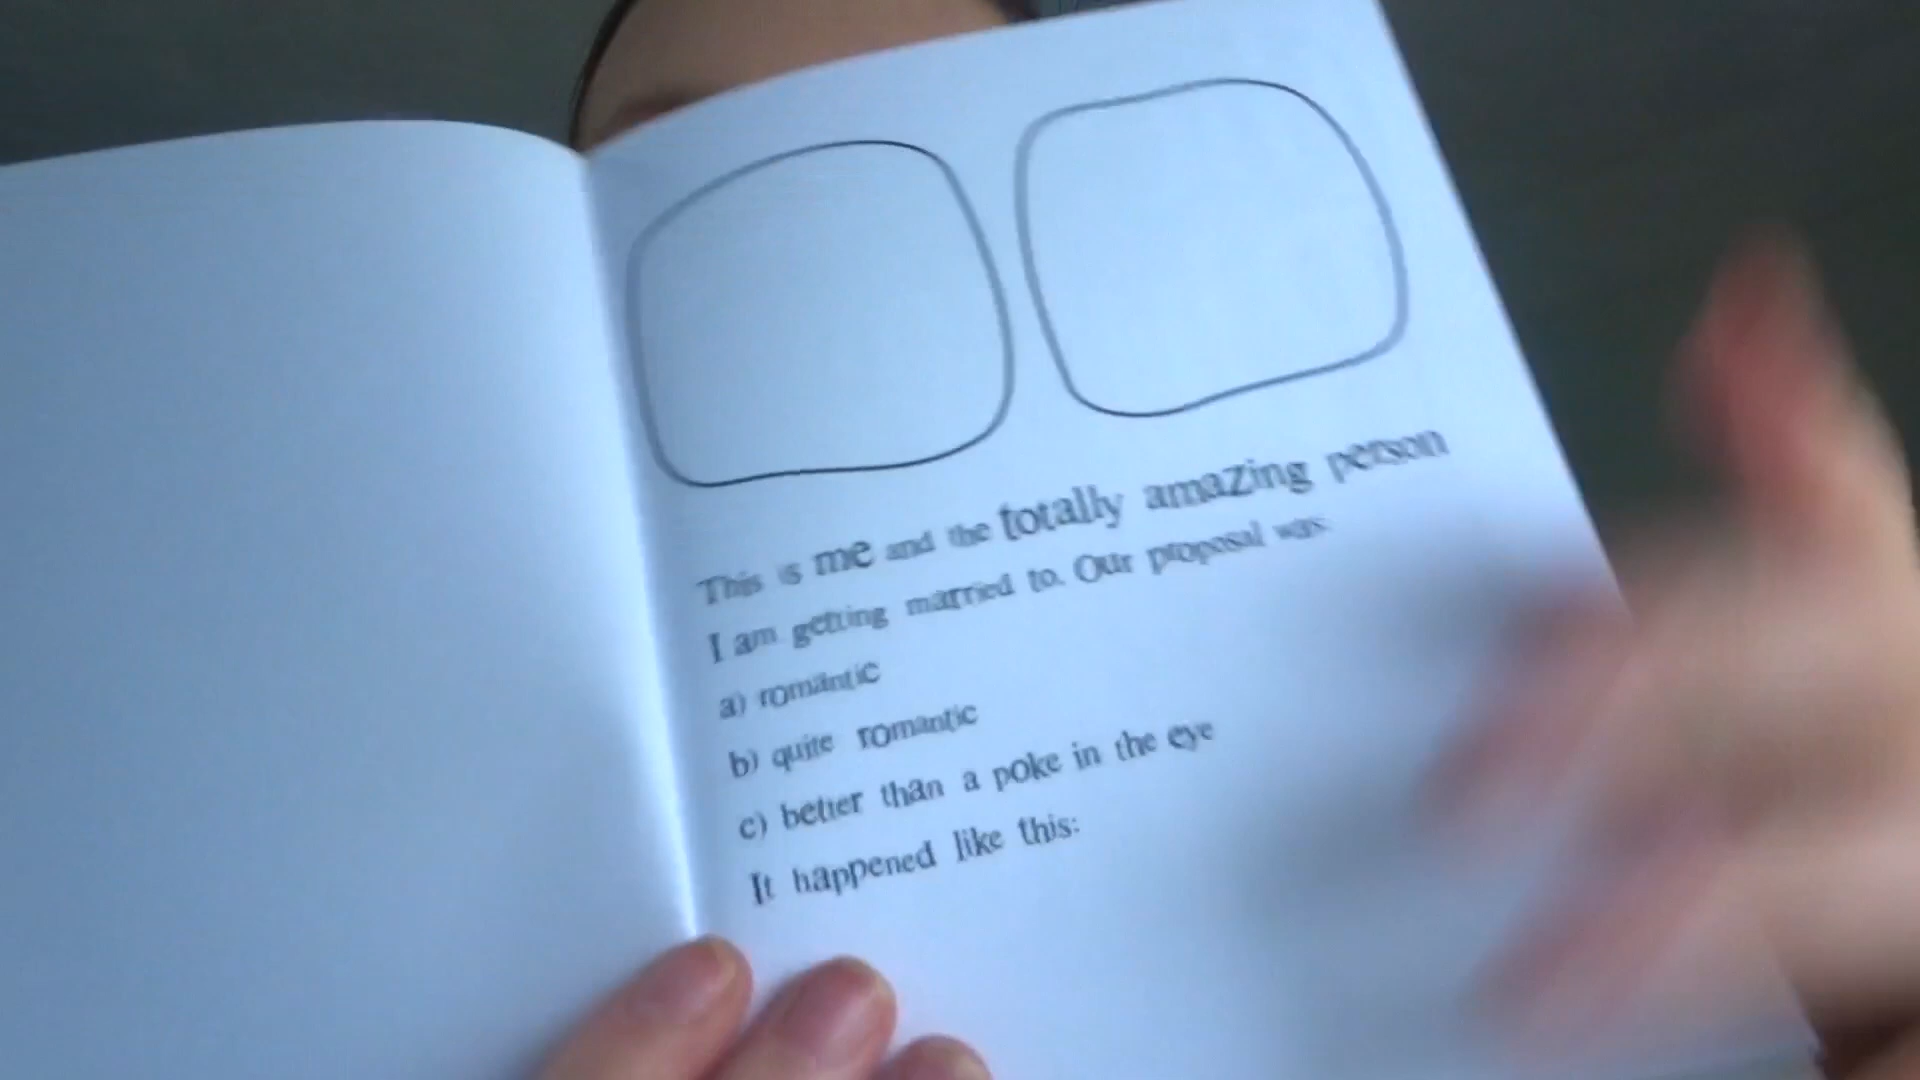 This is me and the totally amazing person
I am getting married to. Our proposal was:
a) romantic
b) quite romantic
c) better than a poke in the eye
It happened like this: